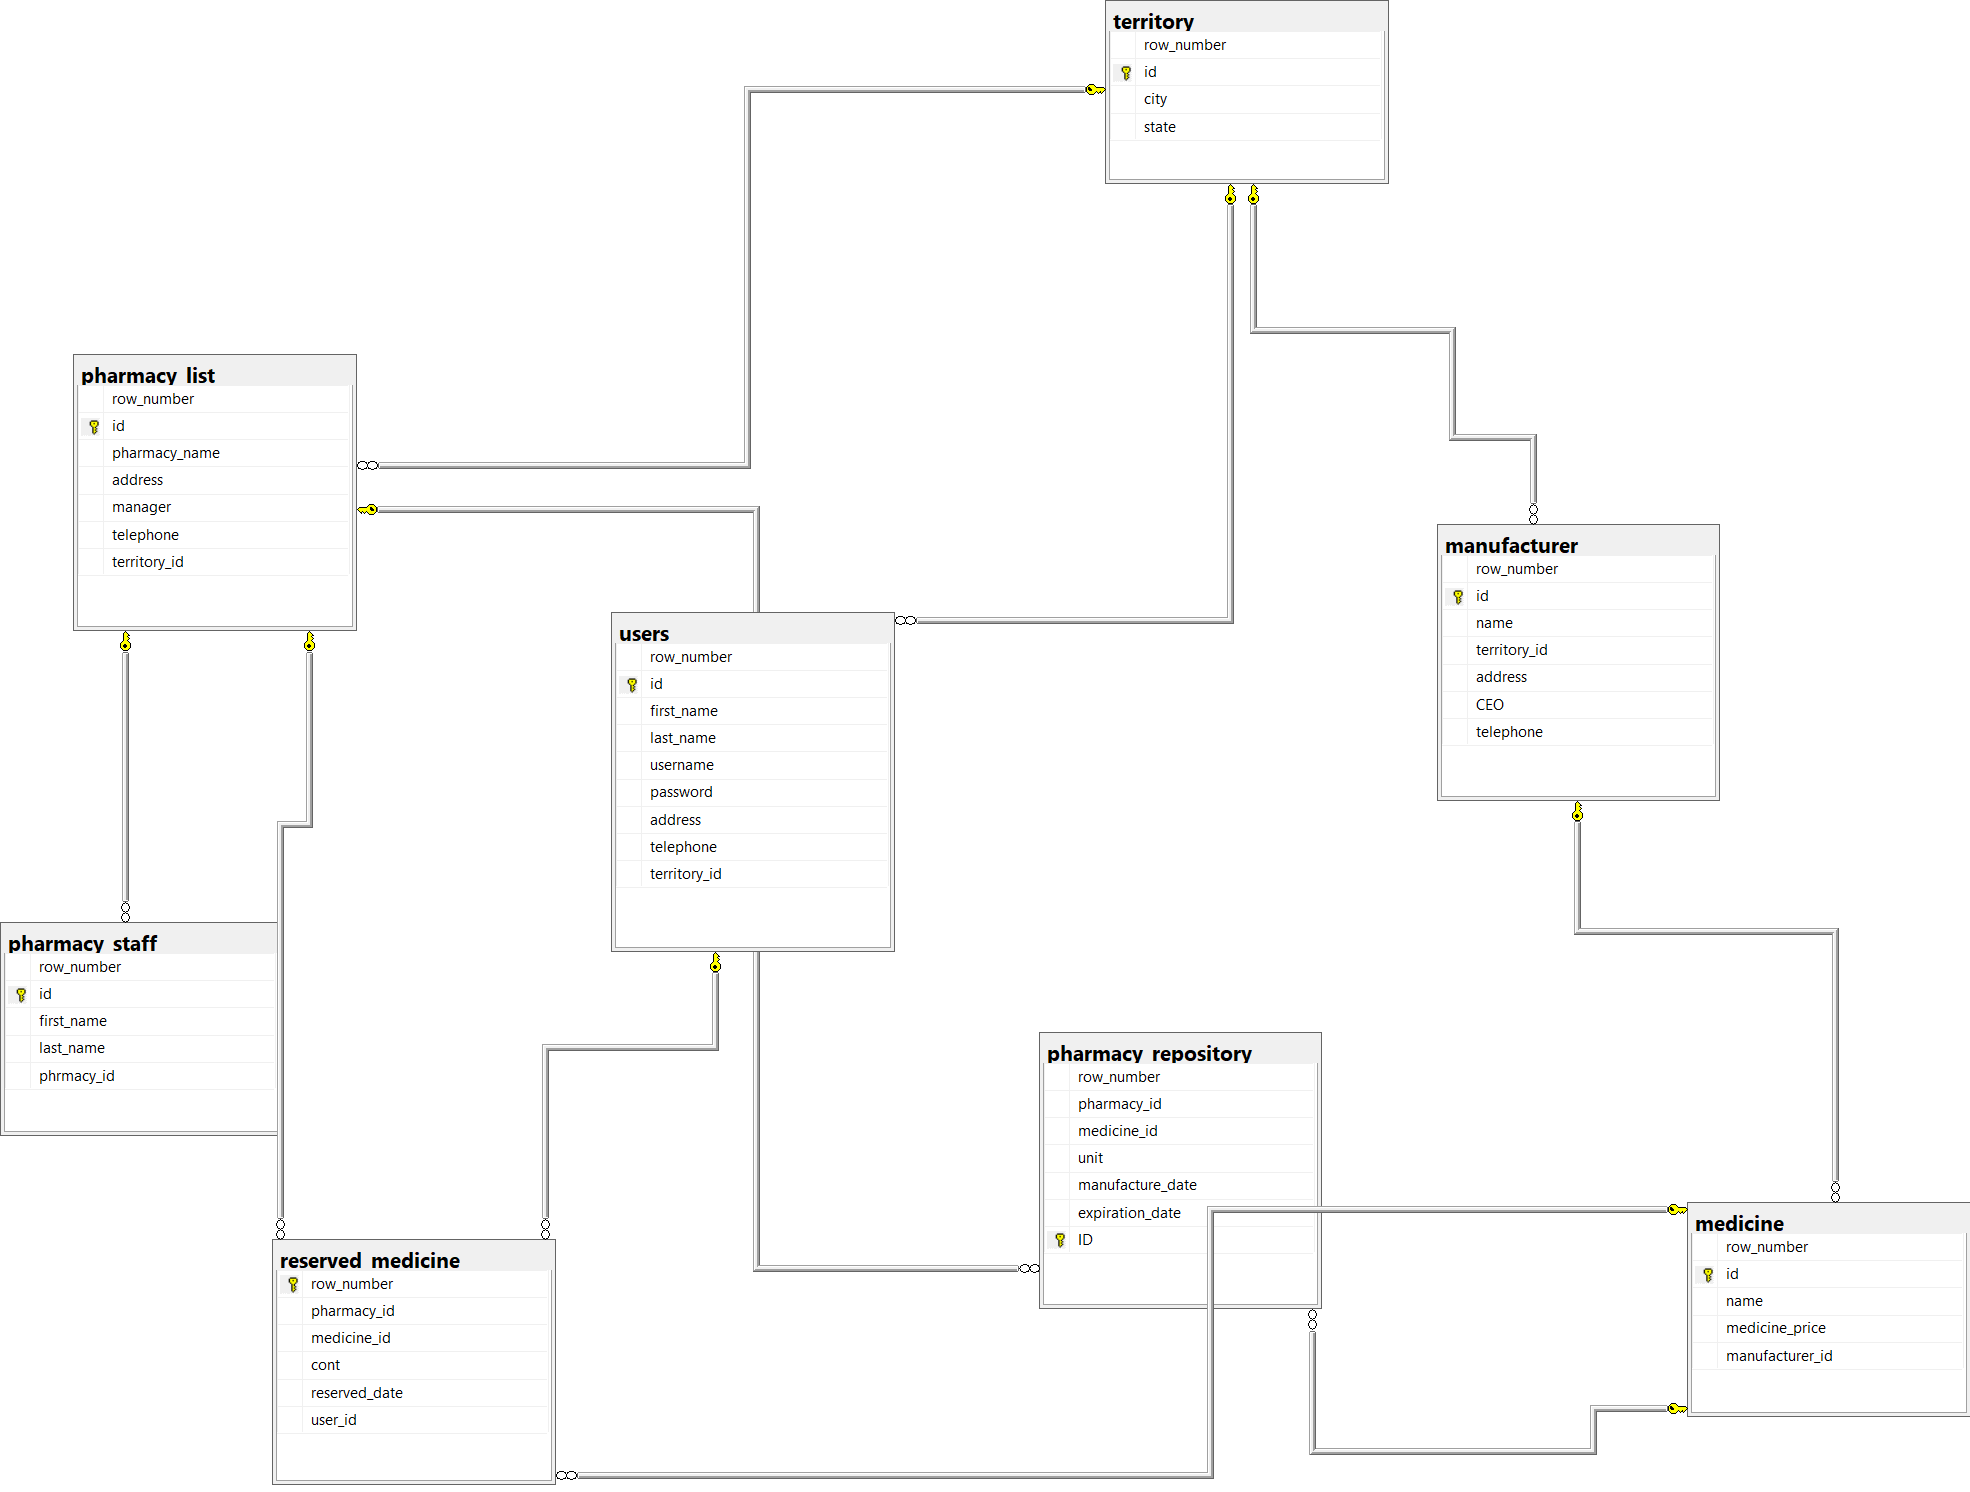 territory
row_number
id
city
state
pharmacy_list
row_number
id
pharmacy_name
address
manager
telephone
territory_id
manufacturer
row_number
id
name
territory_id
address
CEO
telephone
users
row_number
id
first_name
last_name
username
password
address
telephone
territory_id
pharmacy_staff
row_number
id
first_name
last_name
phrmacy_id
pharmacy_repository
row_number
pharmacy_id
medicine_id
unit
manufacture_date
expiration_date
ID
medicine
row_number
id
name
medicine_price
manufacturer_id
reserved_medicine
row_number
pharmacy_id
medicine_id
cont
reserved_date
user_id